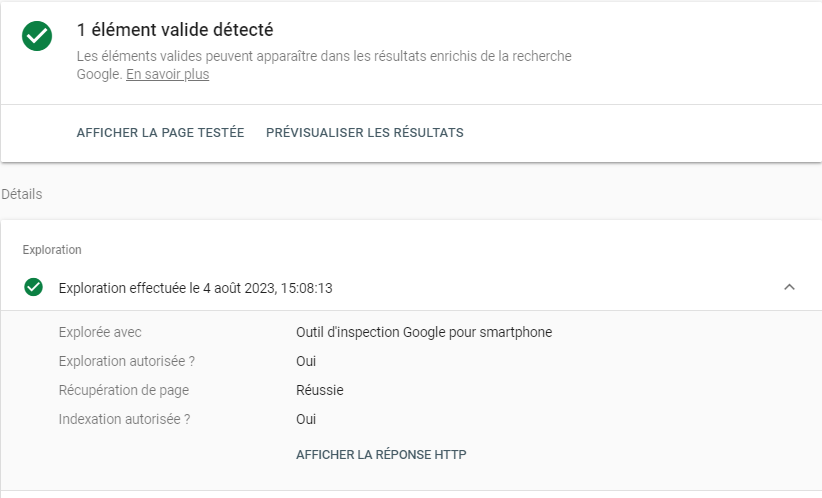 1 élément valide détecté
Les éléments valides peuvent apparaître dans les résultats enrichis de la recherche
Google. En savoir plus
AFFICHER LA PAGE TESTÉE PRÉVISUALISER LES RÉSULTATS
Détails
Exploration
Exploration effectuée le 4 août 2023, 15:08:13
Explorée avec Outil d'inspection Google pour smartphone
Exploration autorisée ? Oui
Récupération de page Réussie
Indexation autorisée ? Oui
AFFICHER LA RÉPONSE HTTP